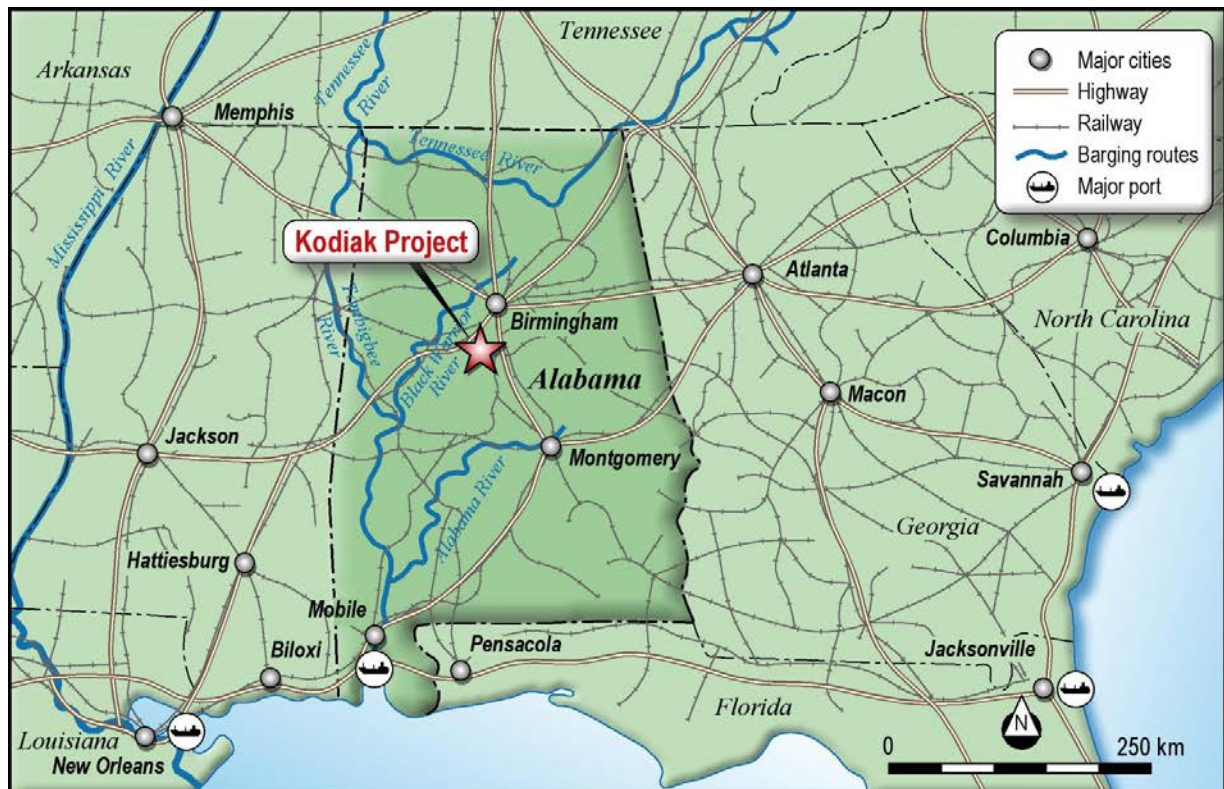 Tennessee
Arkansas
Tennessee
River
Memphis
Mississippi River
Tennessee River
Major cities
Highway
Railway
Barging routes
Major port
Kodiak Project
Columbia
Atlanta
Birmingham
North Carolina
Tombigbee
River
Black Warrior
River
Alabama
Macon
Jackson
Montgomery
Savannah
Alabama River
Georgia
Hattiesburg
Mobile
Biloxi
Pensacola
Jacksonville
Florida
N
Louisiana
New Orleans
0 250 km